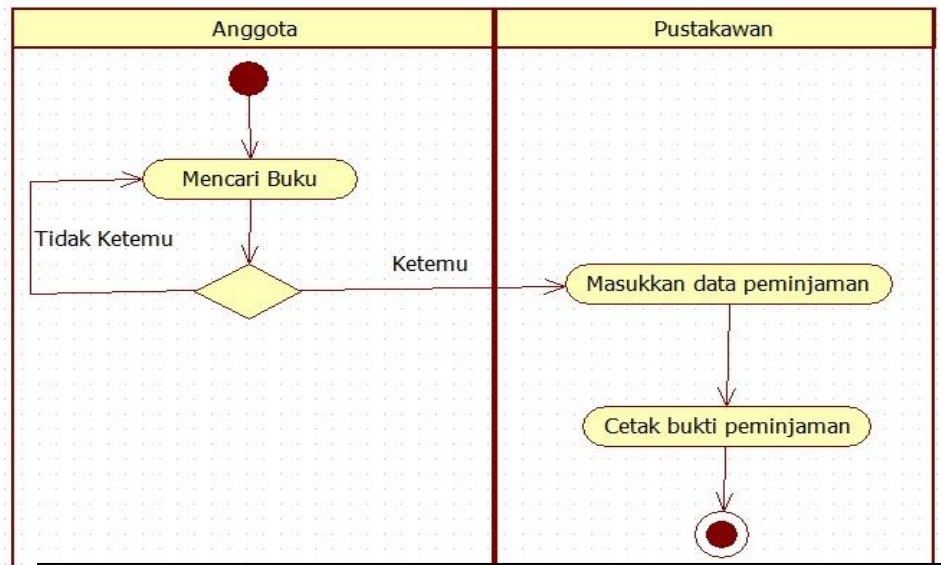 Anggota
Pustakawan
Mencari Buku
Tidak Ketemu
Ketemu
Masukkan data peminjaman
Cetak bukti peminjaman